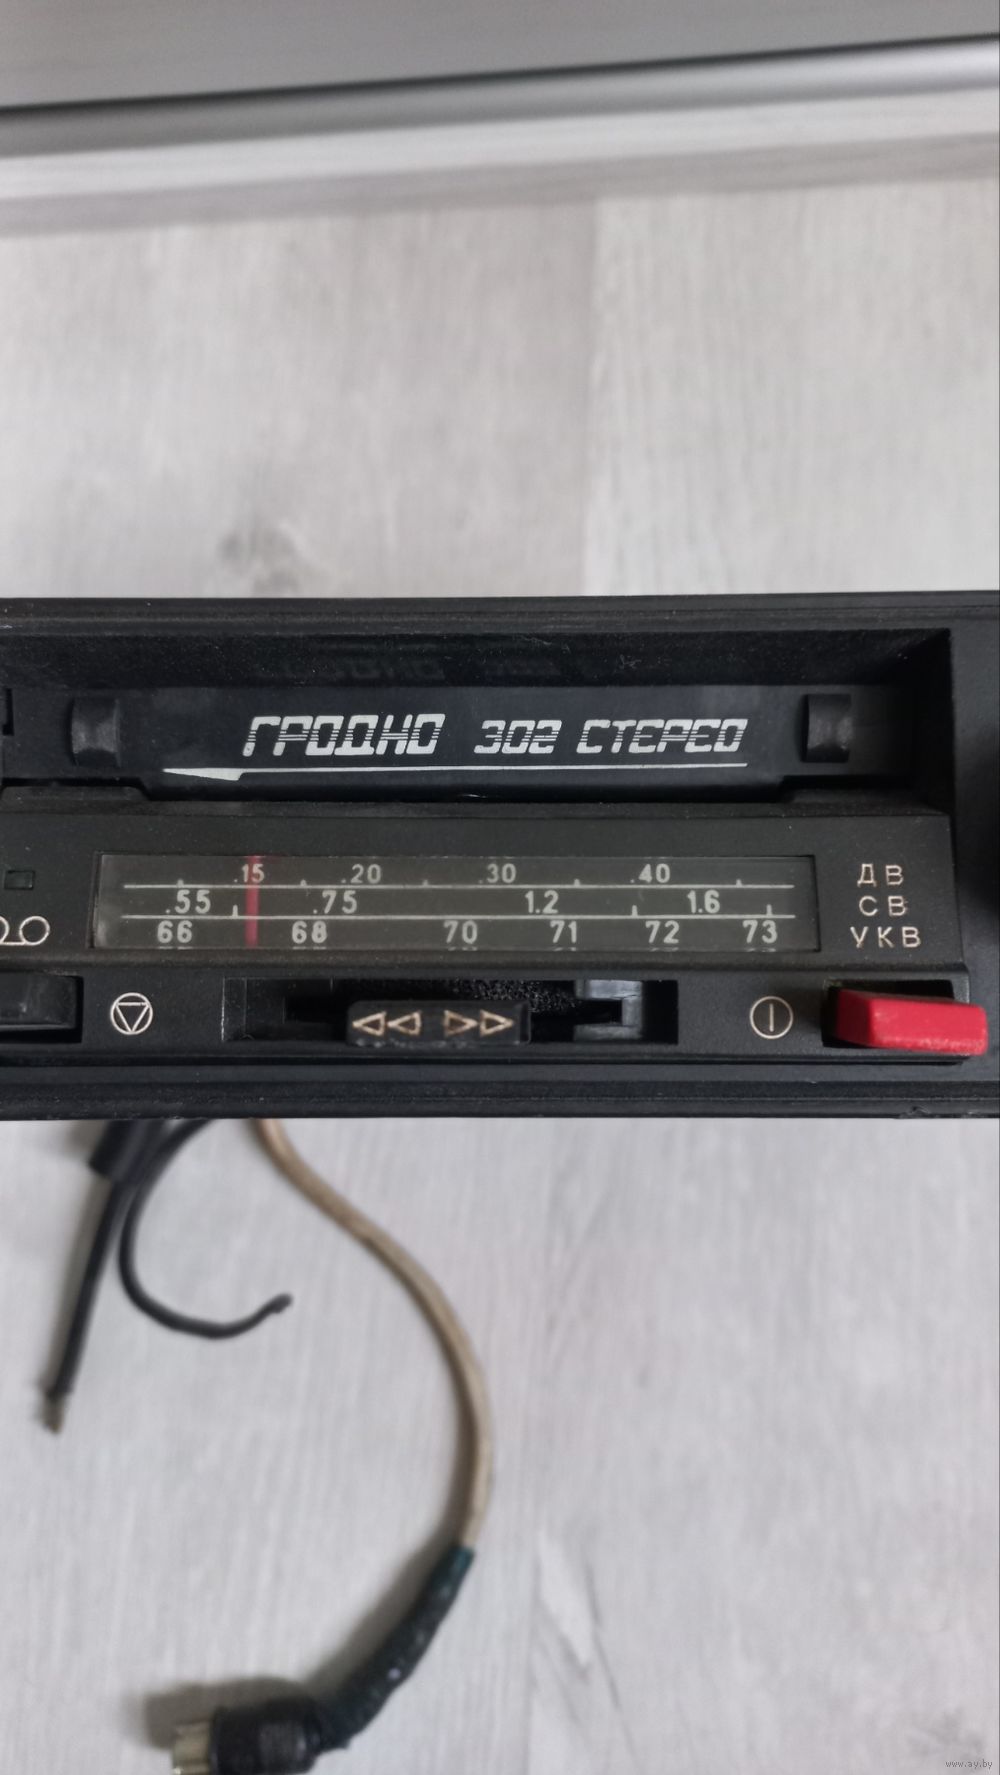 ГРОДНО 302 СТЕРЕО
.15 .20 .30 .40 ДВ
.55 .75 1.2 1.6 СВ
66 68 70 71 72 73 УКВ
www.ay.by